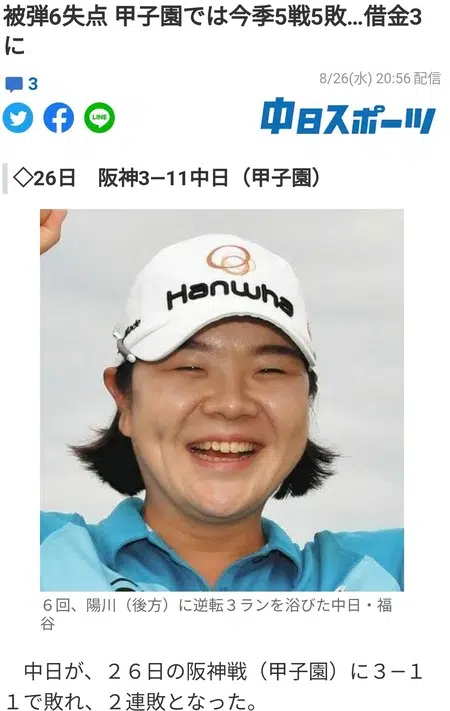 被弾6失点 甲子園では今季5戦5敗…借金3
に
3
8/26(水) 20:56 配信
LINE
中日スポーツ
◇26日　阪神3―11中日（甲子園）
Hanwha
６回、陽川（後方）に逆転３ランを浴びた中日・福
谷
　中日が、２６日の阪神戦（甲子園）に３―１
１で敗れ、２連敗となった。